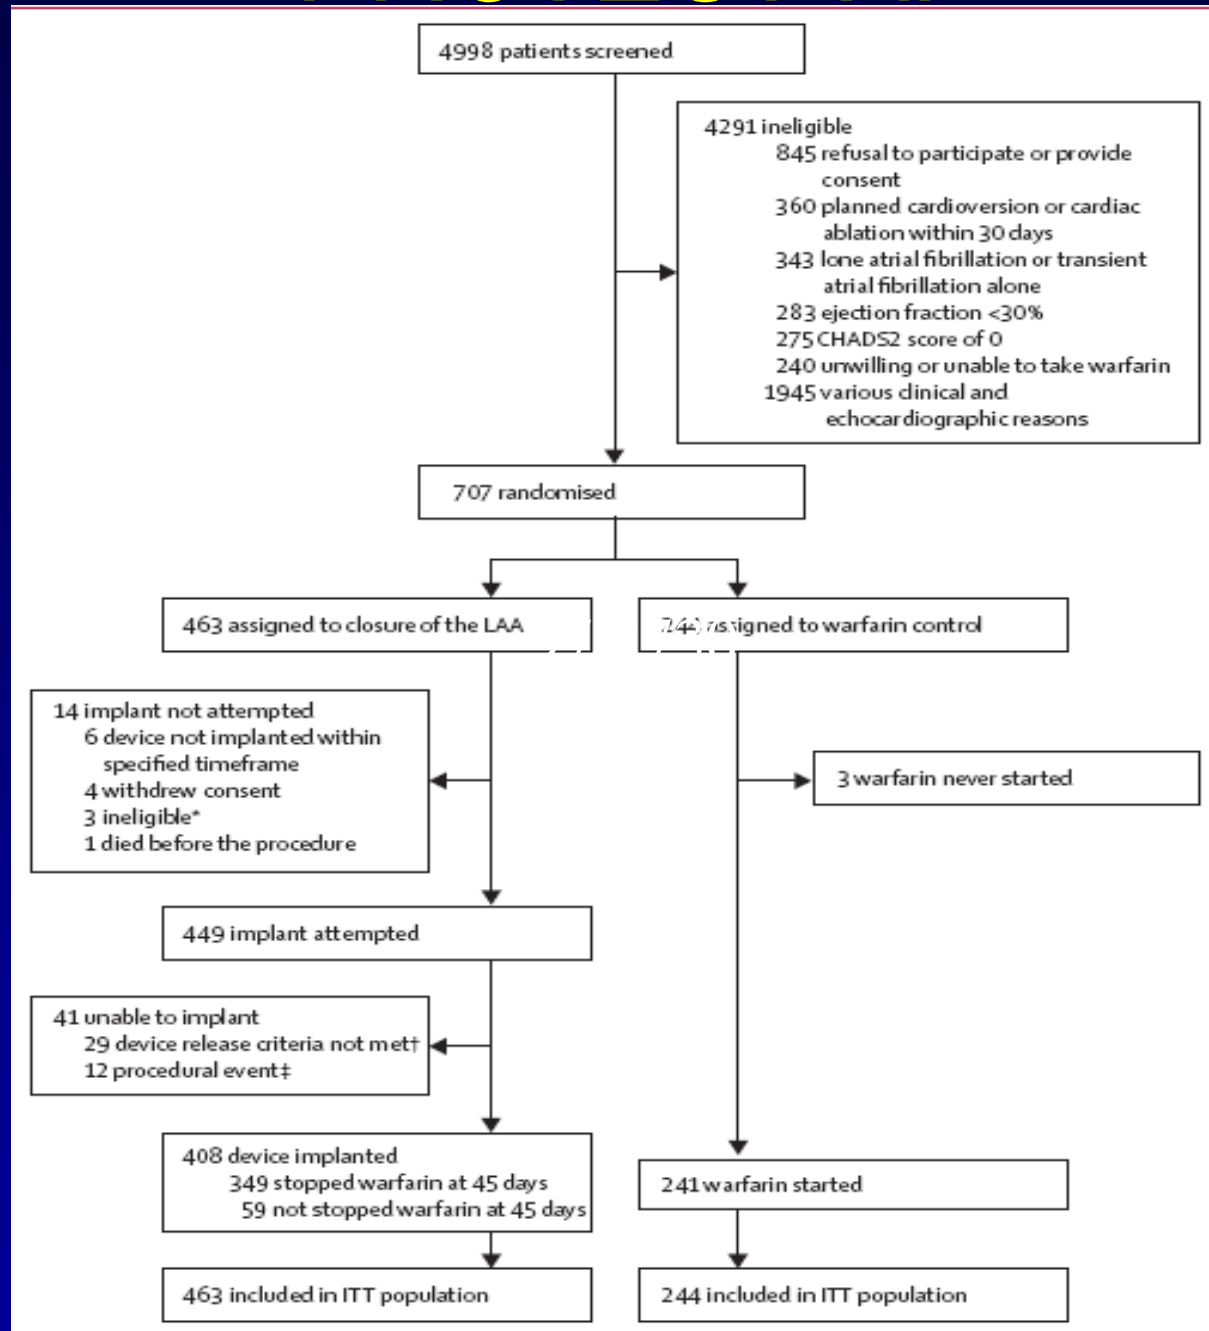 4998 patients screened
4291 ineligible
845 refusal to participate or provide
consent
360 planned cardioversion or cardiac
ablation within 30 days
343 lone atrial fibrillation or transient
atrial fibrillation alone
283 ejection fraction <30%
275 CHADS2 score of 0
240 unwilling or unable to take warfarin
1945 various clinical and
echocardiographic reasons
707 randomised
463 assigned to closure of the LAA
assigned to warfarin control
14 implant not attempted
6 device not implanted within
specified timeframe
4 withdrew consent
3 ineligible*
1 died before the procedure
3 warfarin never started
449 implant attempted
41 unable to implant
29 device release criteria not met†
12 procedural event‡
408 device implanted
349 stopped warfarin at 45 days
59 not stopped warfarin at 45 days
241 warfarin started
463 included in ITT population
244 included in ITT population